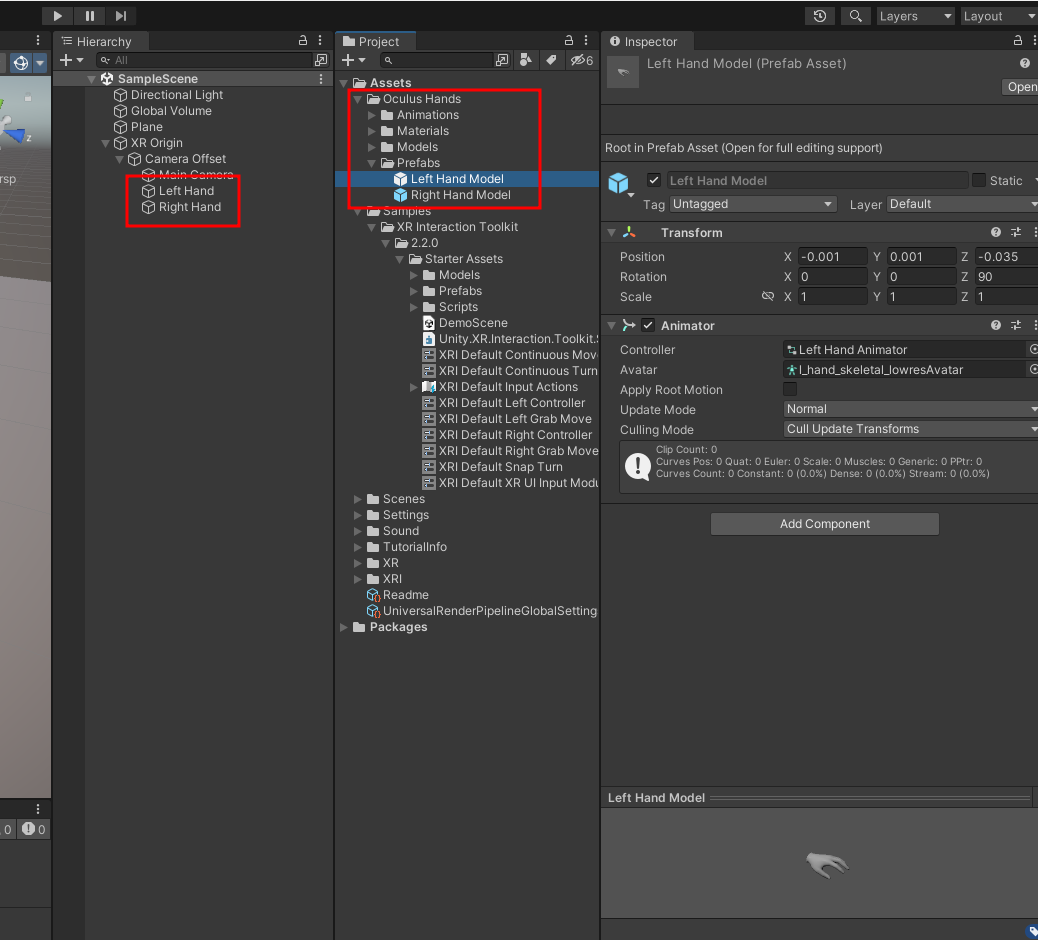 Layers
Layout
Hierarchy
All
SampleScene
Directional Light
Global Volume
Plane
XR Origin
Camera Offset
Main Camera
Left Hand
Right Hand
z
rsp
0
0
Project
6
Assets
Oculus Hands
Animations
Materials
Models
Prefabs
Left Hand Model
Right Hand Model
Samples
XR Interaction Toolkit
2.2.0
Starter Assets
Models
Prefabs
Scripts
DemoScene
Unity.XR.Interaction.Toolkit.S
XRI Default Continuous Mov
XRI Default Continuous Turn
XRI Default Input Actions
XRI Default Left Controller
XRI Default Left Grab Move
XRI Default Right Controller
XRI Default Right Grab Move
XRI Default Snap Turn
XRI Default XR UI Input Modu
Scenes
Settings
Sound
TutorialInfo
XR
XRI
Readme
UniversalRenderPipelineGlobalSetting
Packages
Inspector
Left Hand Model (Prefab Asset)
Open
Root in Prefab Asset (Open for full editing support)
Left Hand Model
Static
Tag Untagged Layer Default
Transform
Position X -0.001 Y 0.001 Z -0.035
Rotation X 0 Y 0 Z 90
Scale X 1 Y 1 Z 1
Animator
Controller Left Hand Animator
Avatar l_hand_skeletal_lowresAvatar
Apply Root Motion
Update Mode Normal
Culling Mode Cull Update Transforms
Clip Count: 0
Curves Pos: 0 Quat: 0 Euler: 0 Scale: 0 Muscles: 0 Generic: 0 PPtr: 0
Curves Count: 0 Constant: 0 (0.0%) Dense: 0 (0.0%) Stream: 0 (0.0%)
Add Component
Left Hand Model